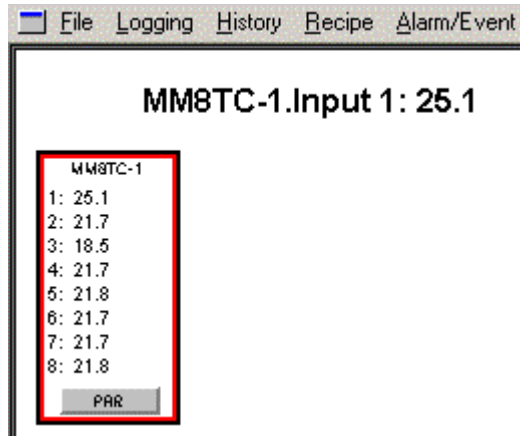 File Logging History Recipe Alarm/Event
MM8TC-1.Input 1: 25.1
MM8TC-1
1: 25.1
2: 21.7
3: 18.5
4: 21.7
5: 21.8
6: 21.7
7: 21.7
8: 21.8
PAR